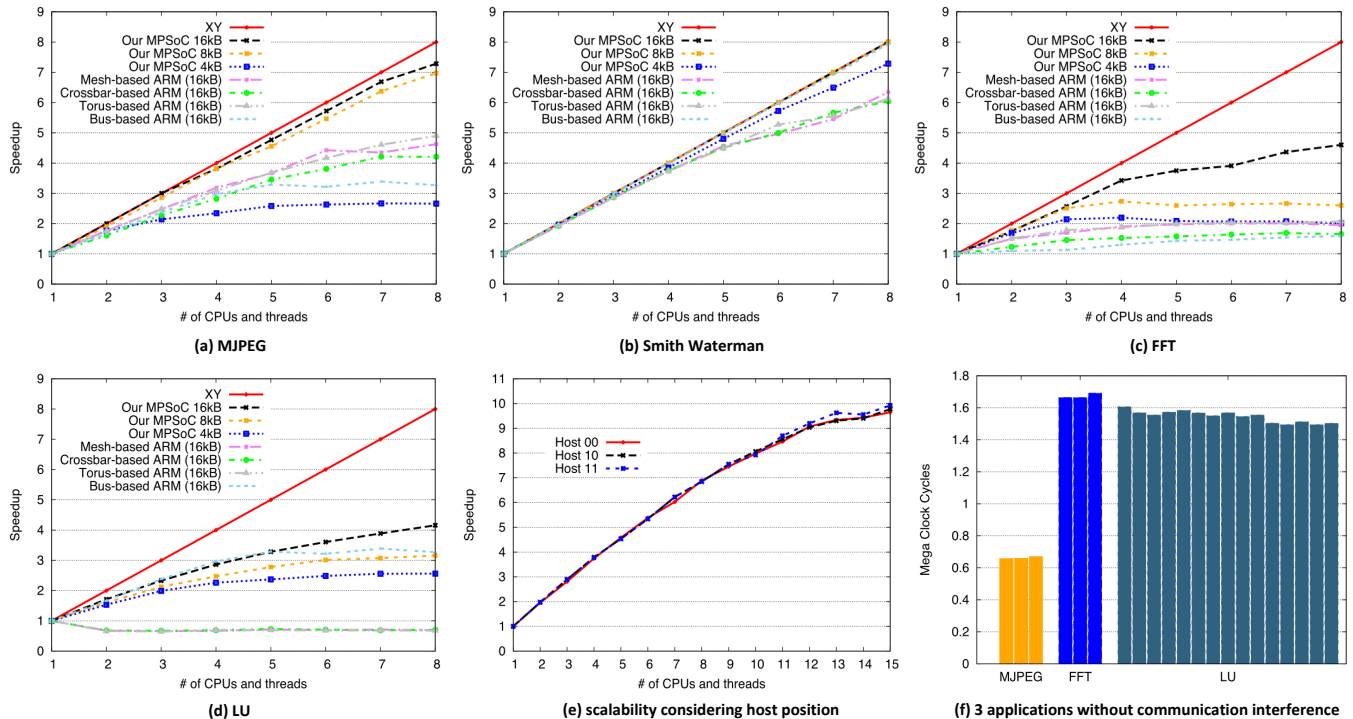 9
8
7
6
5
4
3
2
1
0
Speedup
XY
Our MPSoC 16kB
Our MPSoC 8kB
Our MPSoC 4kB
Mesh-based ARM (16kB)
Crossbar-based ARM (16kB)
Torus-based ARM (16kB)
Bus-based ARM (16kB)
1 2 3 4 5 6 7 8
# of CPUs and threads
(a) MJPEG
9
8
7
6
5
4
3
2
1
0
Speedup
XY
Our MPSoC 16kB
Our MPSoC 8kB
Our MPSoC 4kB
Mesh-based ARM (16kB)
Crossbar-based ARM (16kB)
Torus-based ARM (16kB)
Bus-based ARM (16kB)
1 2 3 4 5 6 7 8
# of CPUs and threads
(b) Smith Waterman
9
8
7
6
5
4
3
2
1
0
Speedup
XY
Our MPSoC 16kB
Our MPSoC 8kB
Our MPSoC 4kB
Mesh-based ARM (16kB)
Crossbar-based ARM (16kB)
Torus-based ARM (16kB)
Bus-based ARM (16kB)
1 2 3 4 5 6 7 8
# of CPUs and threads
(c) FFT
9
8
7
6
5
4
3
2
1
0
Speedup
XY
Our MPSoC 16kB
Our MPSoC 8kB
Our MPSoC 4kB
Mesh-based ARM (16kB)
Crossbar-based ARM (16kB)
Torus-based ARM (16kB)
Bus-based ARM (16kB)
1 2 3 4 5 6 7 8
# of CPUs and threads
(d) LU
11
10
9
8
7
6
5
4
3
2
1
0
Speedup
Host 00
Host 10
Host 11
1 2 3 4 5 6 7 8 9 10 11 12 13 14 15
# of CPUs and threads
(e) scalability considering host position
1.8
1.6
1.4
1.2
1
0.8
0.6
0.4
0.2
0
Mega Clock Cycles
MJPEG FFT LU
(f) 3 applications without communication interference